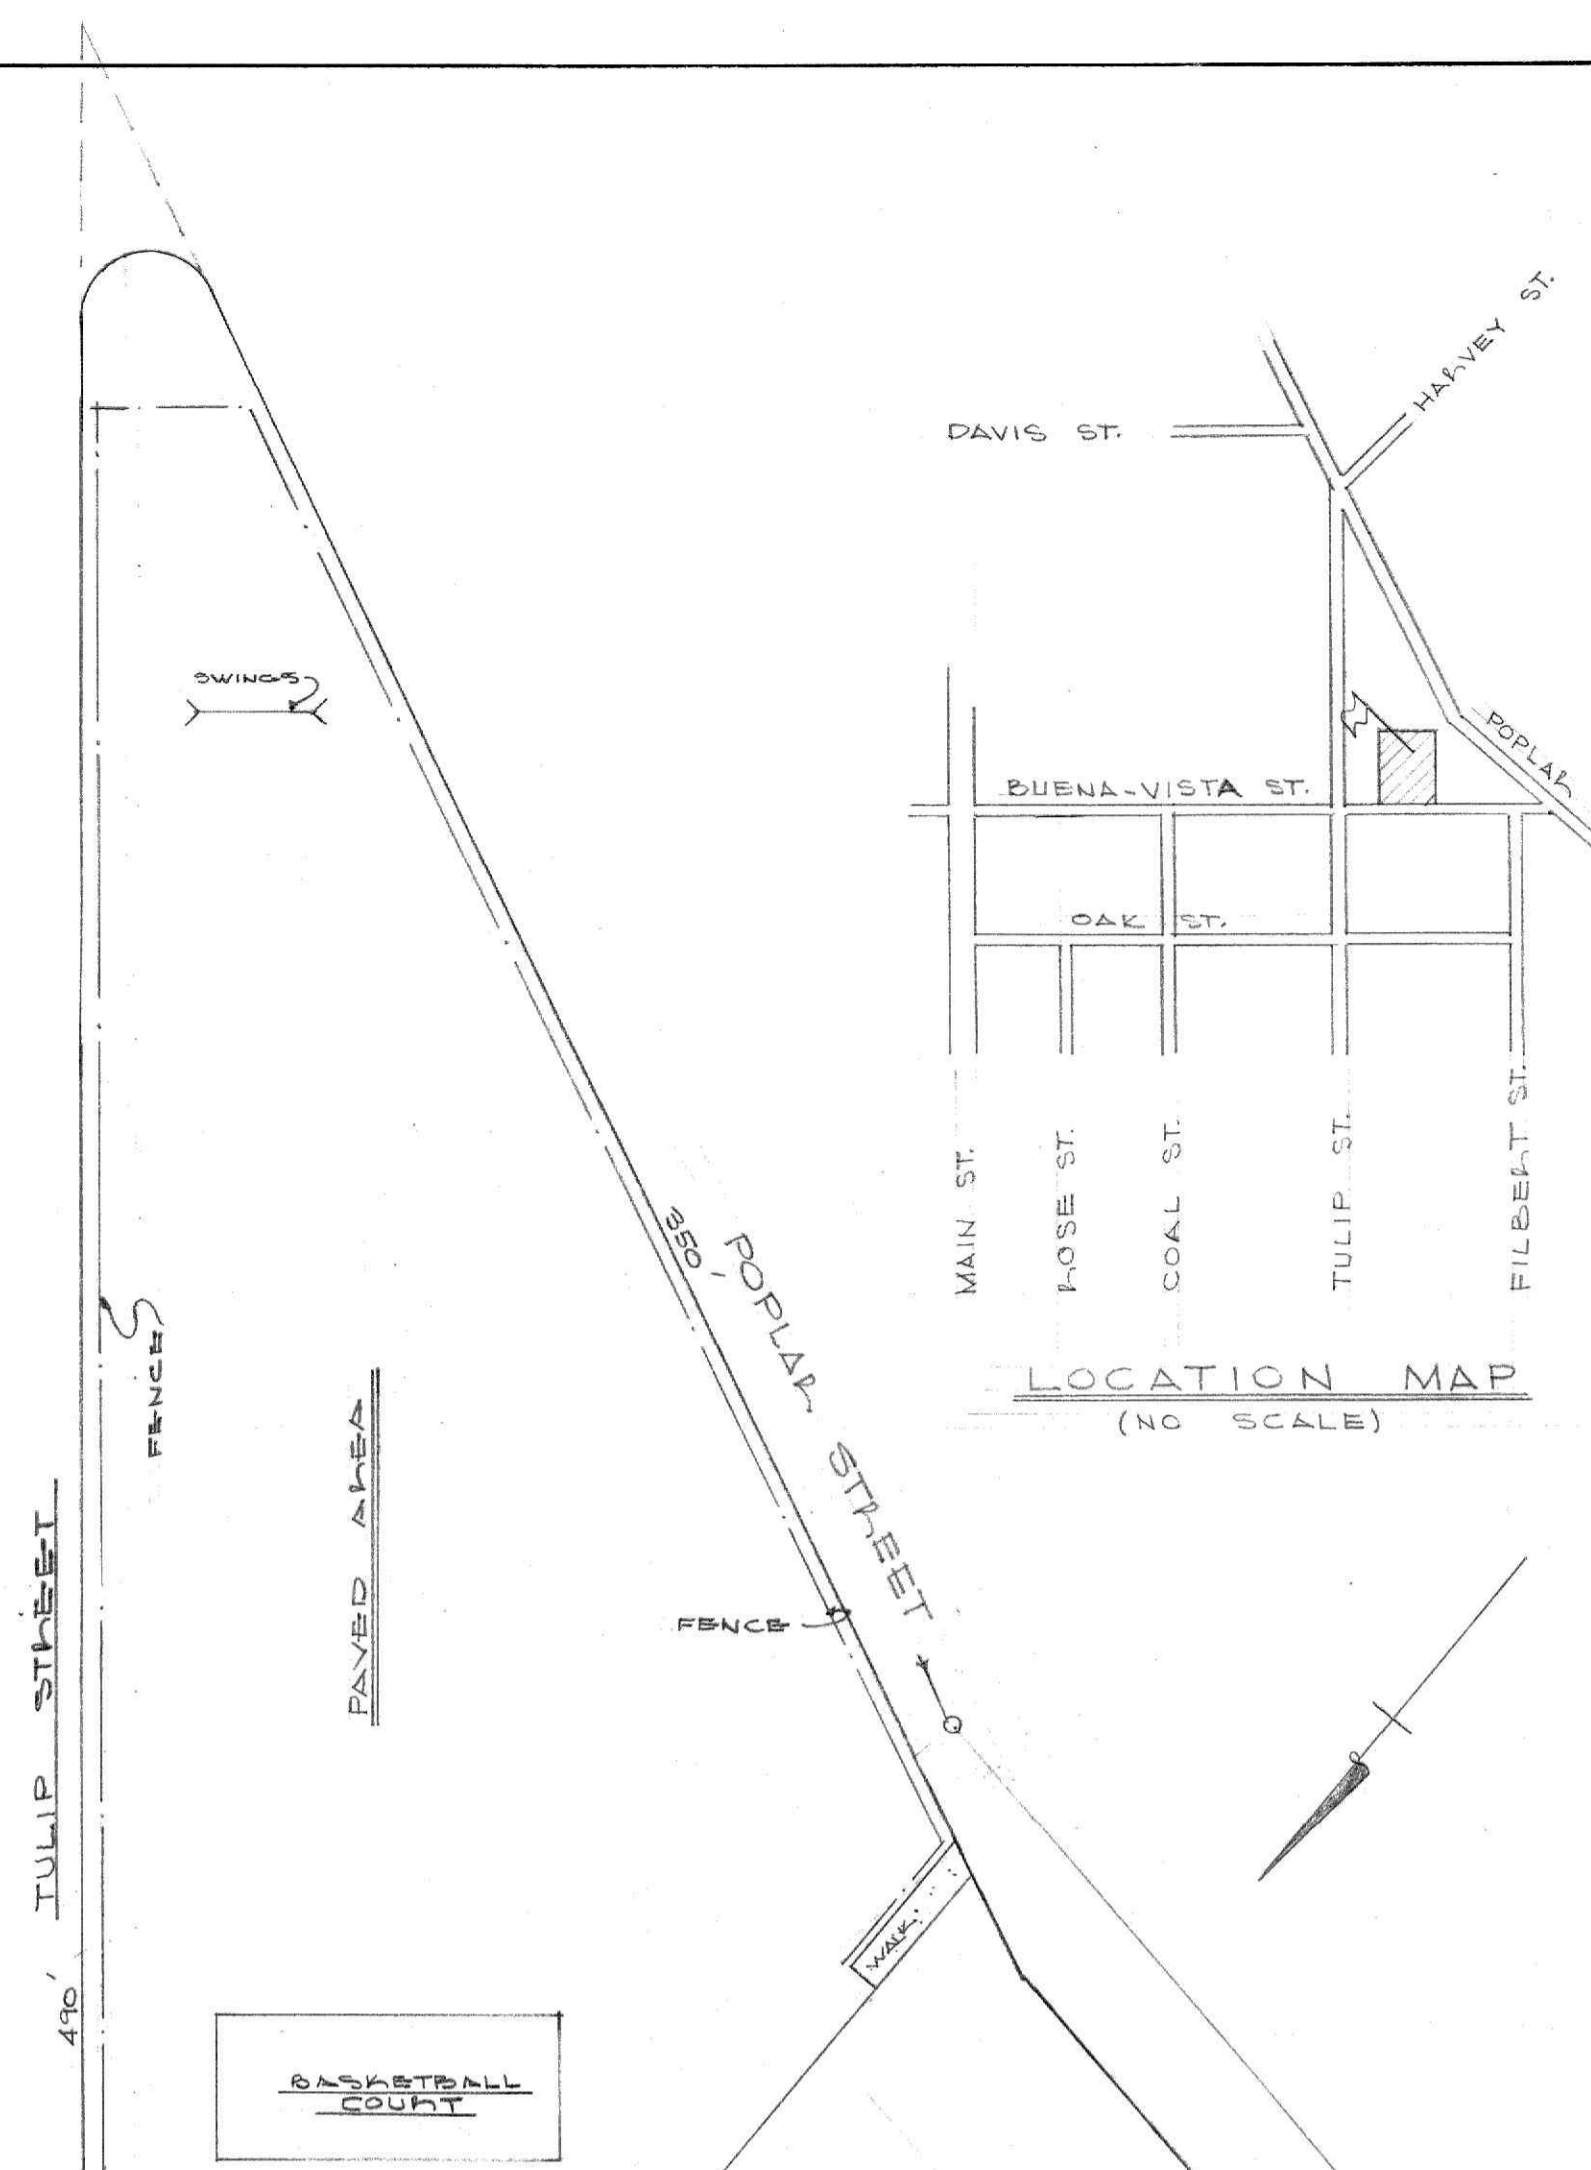 HARVEY ST.
DAVIS ST.
SWINGS
POPLAR
BUENA-VISTA ST.
OAK ST.
MAIN ST.
ROSE ST.
COAL ST.
TULIP ST.
FILBERT ST.
350'
POPLAR STREET
FENCE
LOCATION MAP
(NO SCALE)
PAVED AREA
TULIP STREET
FENCE
WALK
490'
BASKETBALL
COURT